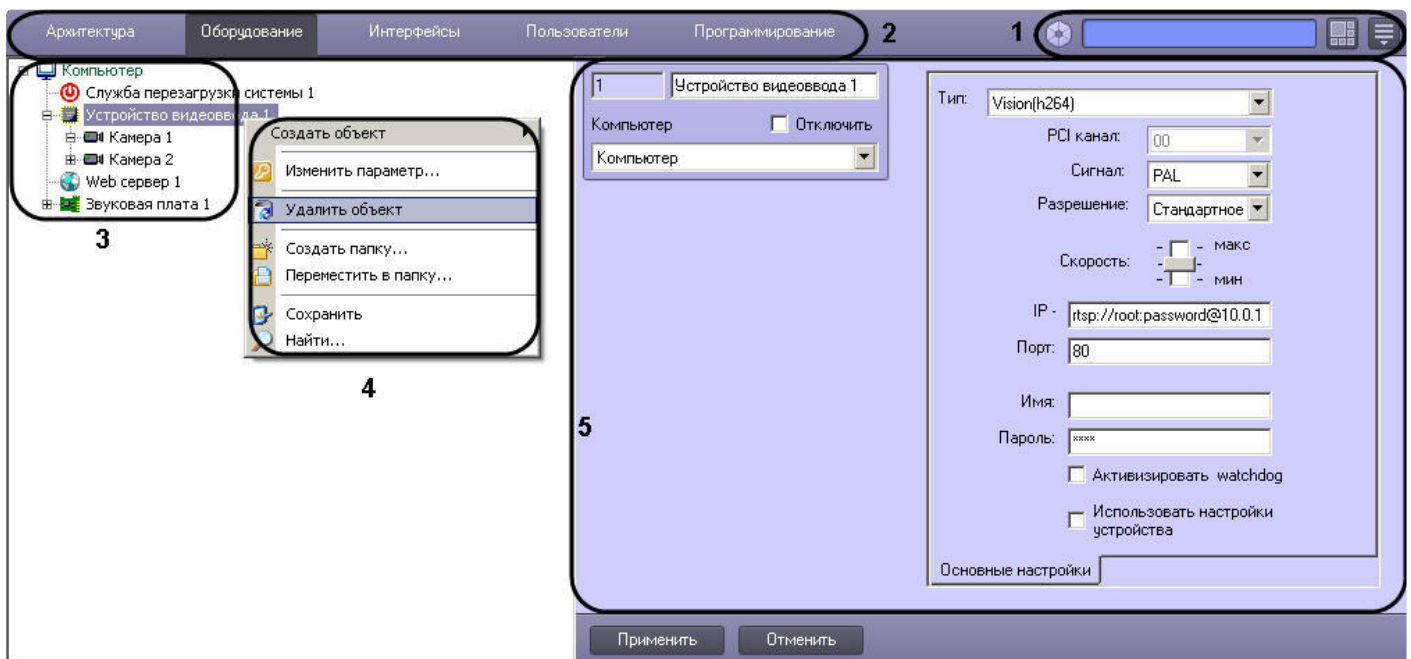 Архитектура Оборудование Интерфейсы Пользователи Программирование 2 1
Компьютер
Служба перезагрузки системы 1
Устройство видеоввода 1
Камера 1
Камера 2
Web сервер 1
Звуковая плата 1
3
Создать объект
Изменить параметр...
Удалить объект
Создать папку...
Переместить в папку...
Сохранить
Найти...
4
1 Устройство видеоввода 1
Компьютер Отключить
Компьютер
5
Тип: Vision(h264)
PCI канал: 00
Сигнал: PAL
Разрешение: Стандартное
- - макс
Скорость: - -
- - мин
IP - rtsp://root:password@10.0.1
Порт: 80
Имя:
Пароль: ××××
Активизировать watchdog
Использовать настройки
устройства
Основные настройки
Применить Отменить